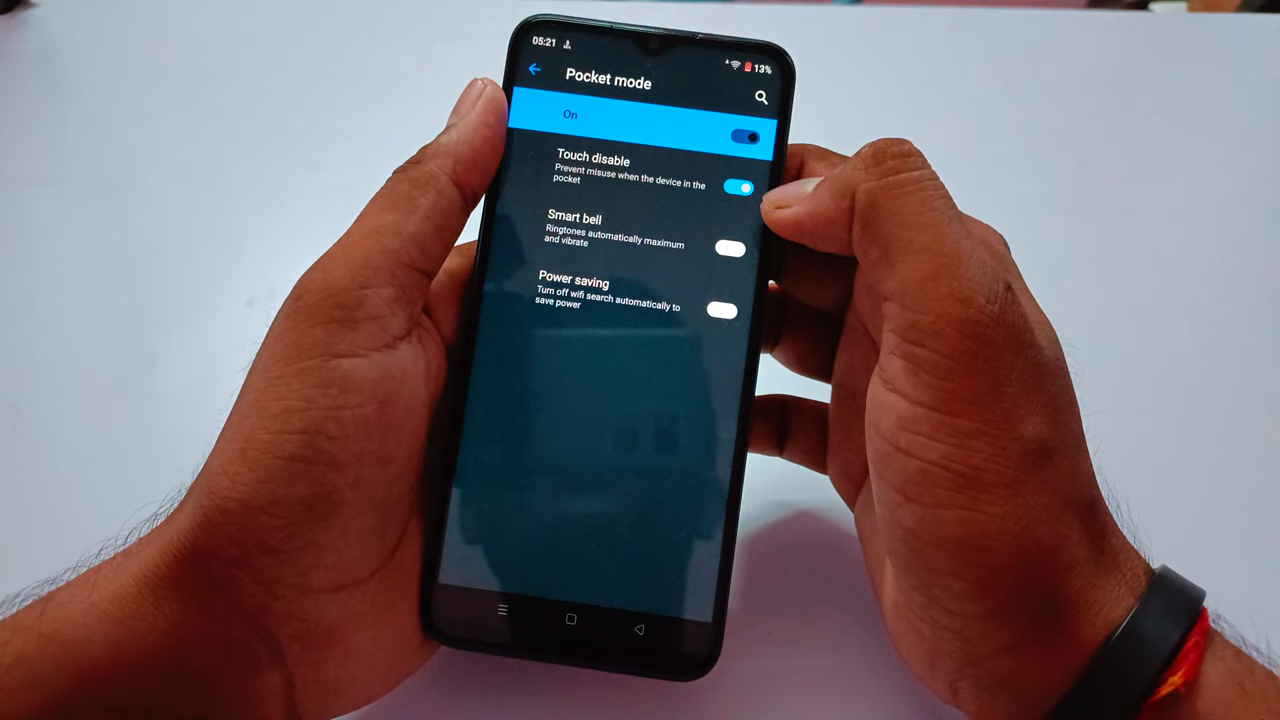 05:21
13%
Pocket mode
On
Touch disable
Prevent misuse when the device in the
pocket
Smart bell
Ringtones automatically maximum
and vibrate
Power saving
Turn off wifi search automatically to
save power